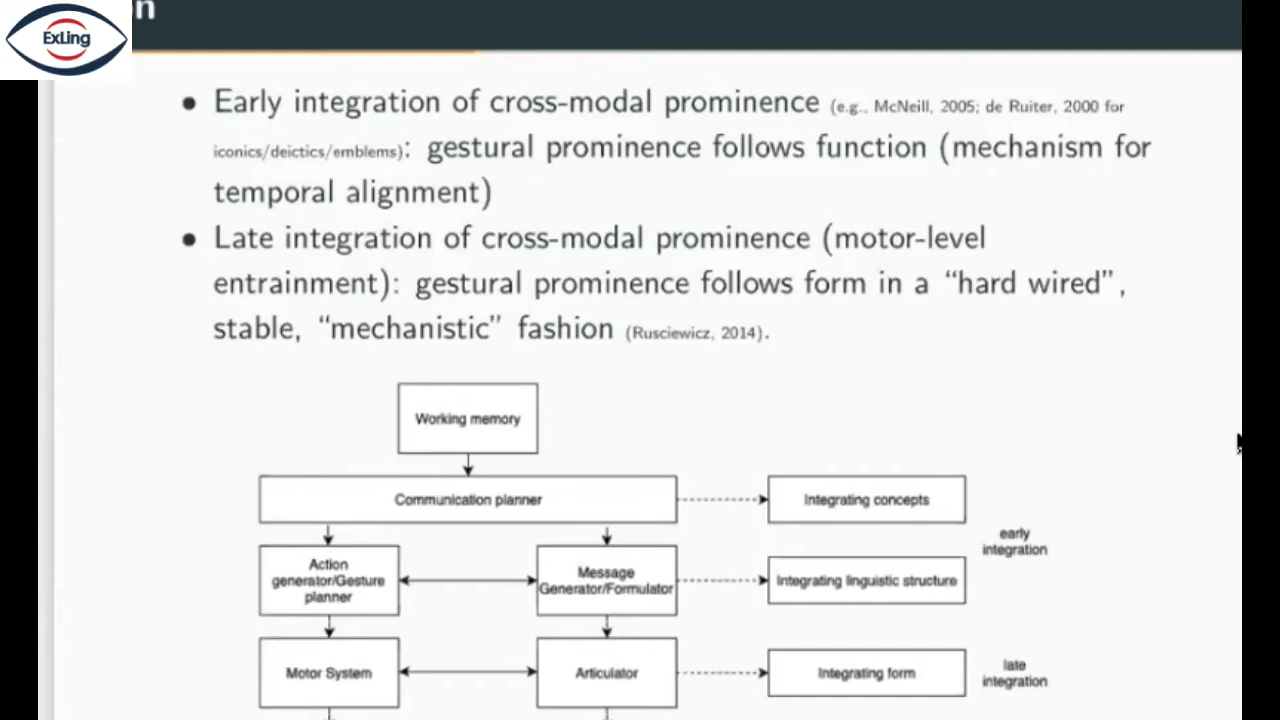 n
ExLing
• Early integration of cross-modal prominence (e.g., McNeill, 2005; de Ruiter, 2000 for
iconics/deictics/emblems): gestural prominence follows function (mechanism for
temporal alignment)
• Late integration of cross-modal prominence (motor-level
entrainment): gestural prominence follows form in a “hard wired”,
stable, “mechanistic” fashion (Rusciewicz, 2014).
Working memory
Communication planner
Integrating concepts
early
integration
Action
generator/Gesture
planner
Message
Generator/Formulator
Integrating linguistic structure
Motor System
Articulator
Integrating form
late
integration